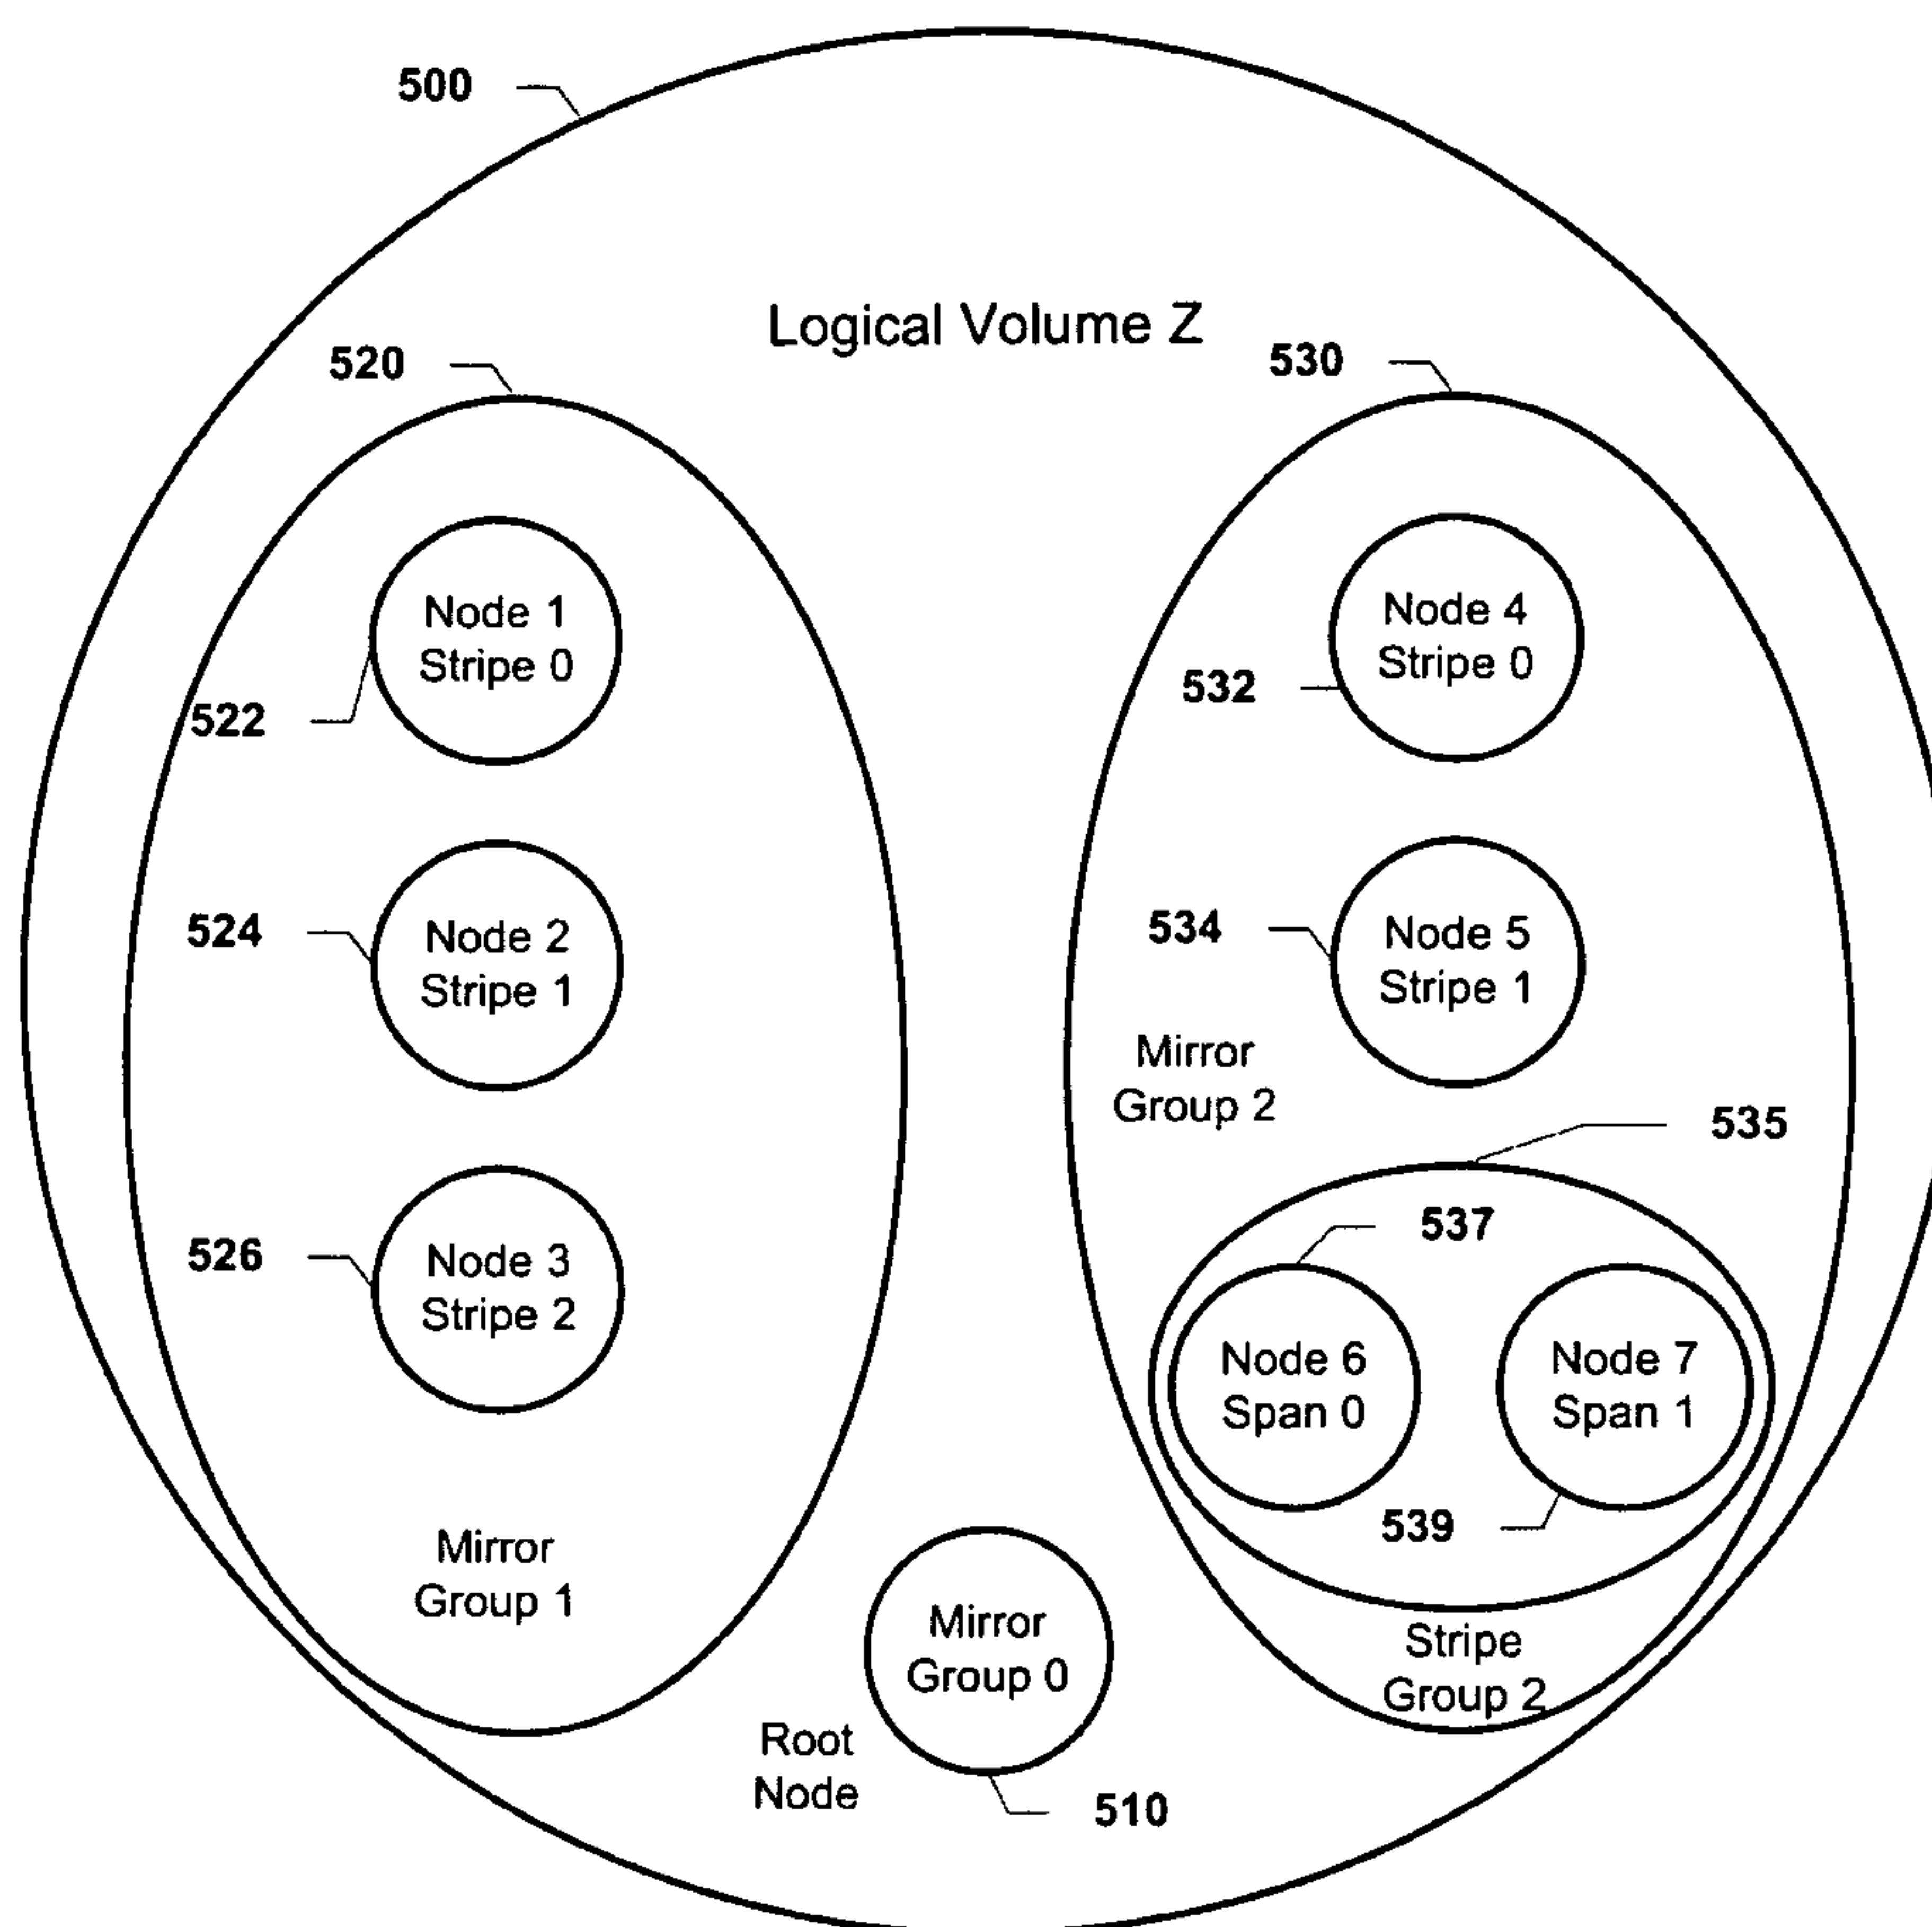 500
Logical Volume Z
520
530
Node 1
Stripe 0
522
Node 4
Stripe 0
532
524
Node 2
Stripe 1
534
Node 5
Stripe 1
Mirror
Group 2
535
526
Node 3
Stripe 2
537
Node 6
Span 0
Node 7
Span 1
539
Mirror
Group 1
Mirror
Group 0
Stripe
Group 2
Root
Node
510